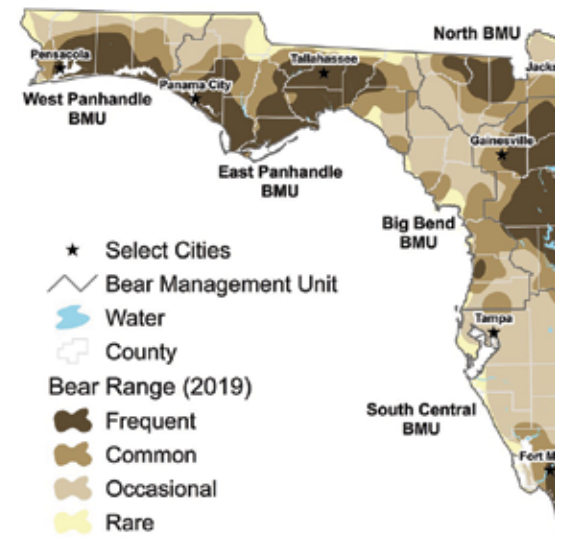 North BMU
Pensacola
Tallahassee
Panama City
West Panhandle
BMU
Gainesville
East Panhandle
BMU
Big Bend
BMU
★ Select Cities
Bear Management Unit
Water
County
Tampa
Bear Range (2019)
Frequent
South Central
BMU
Common
Fort M
Occasional
Rare